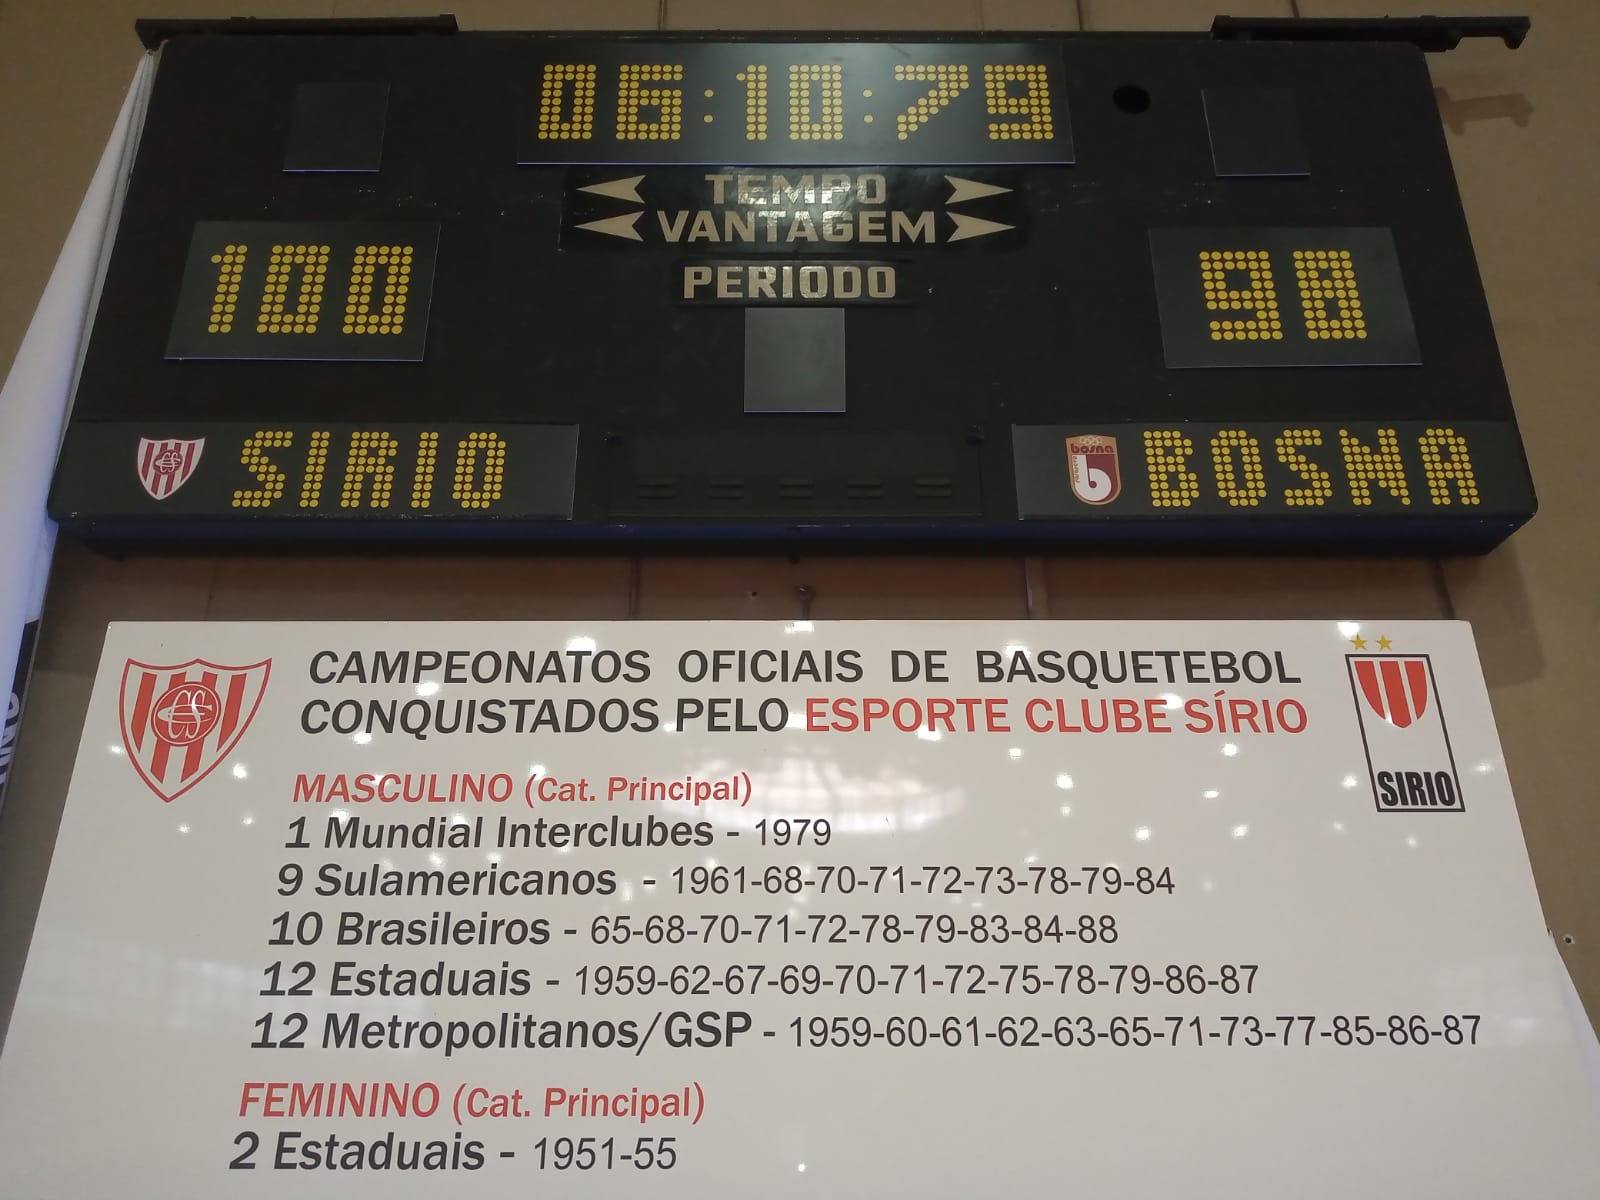 06:10:79
TEMPO
VANTAGEM
PERIODO
100
98
SIRIO
bosna
BOSNA
CAMPEONATOS OFICIAIS DE BASQUETEBOL
CONQUISTADOS PELO ESPORTE CLUBE SÍRIO
SIRIO
MASCULINO (Cat. Principal)
1 Mundial Interclubes - 1979
9 Sulamericanos - 1961-68-70-71-72-73-78-79-84
10 Brasileiros - 65-68-70-71-72-78-79-83-84-88
12 Estaduais - 1959-62-67-69-70-71-72-75-78-79-86-87
12 Metropolitanos/GSP - 1959-60-61-62-63-65-71-73-77-85-86-87
FEMININO (Cat. Principal)
2 Estaduais - 1951-55